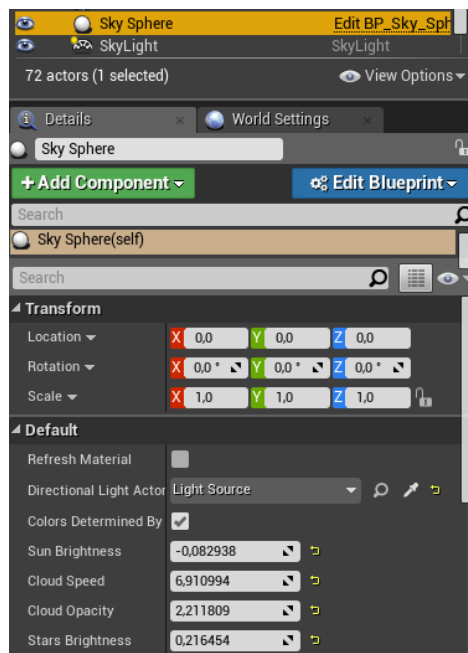 Sky Sphere Edit BP_Sky_Sph
SkyLight SkyLight
72 actors (1 selected) View Options
Details World Settings
Sky Sphere
+Add Component Edit Blueprint
Search
Sky Sphere(self)
Search
Transform
Location X 0,0 Y 0,0 Z 0,0
Rotation X 0,0 ° Y 0,0 ° Z 0,0 °
Scale X 1,0 Y 1,0 Z 1,0
Default
Refresh Material
Directional Light Actor Light Source
Colors Determined By
Sun Brightness -0,082938
Cloud Speed 6,910994
Cloud Opacity 2,211809
Stars Brightness 0,216454